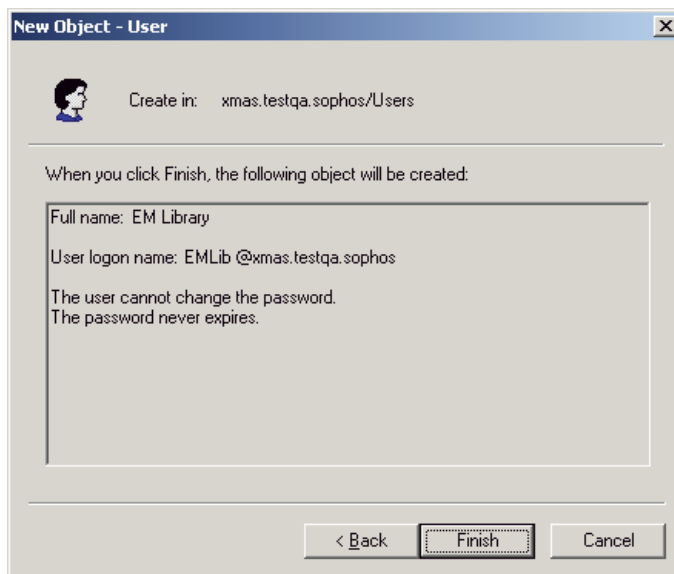 New Object - User
Create in: xmas.testqa.sophos/Users
When you click Finish, the following object will be created:
Full name: EM Library
User logon name: EMLib @xmas.testqa.sophos
The user cannot change the password.
The password never expires.
< Back
Finish
Cancel